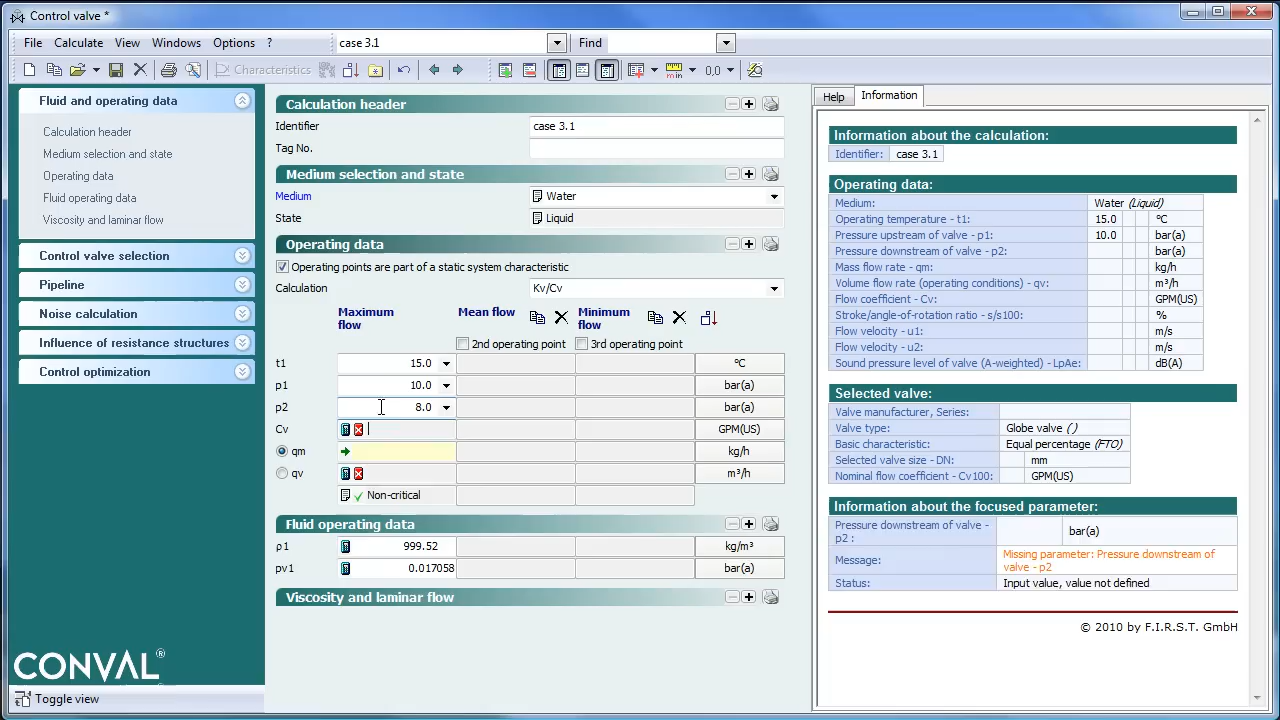 Control valve *
File Calculate View Windows Options ? case 3.1 Find
Characteristics min 0,0
Fluid and operating data
Calculation header
Medium selection and state
Operating data
Fluid operating data
Viscosity and laminar flow
Control valve selection
Pipeline
Noise calculation
Influence of resistance structures
Control optimization
CONVAL®
Toggle view
Calculation header
Identifier case 3.1
Tag No.
Medium selection and state
Medium Water
State Liquid
Operating data
Operating points are part of a static system characteristic
Calculation Kv/Cv
Maximum flow Mean flow Minimum flow
2nd operating point 3rd operating point
t1 15.0 ºC
p1 10.0 bar(a)
p2 8.0 bar(a)
Cv GPM(US)
qm kg/h
qv m³/h
Non-critical
Fluid operating data
ρ1 999.52 kg/m³
pv1 0.017058 bar(a)
Viscosity and laminar flow
Help Information
Information about the calculation:
Identifier: case 3.1
Operating data:
Medium: Water (Liquid)
Operating temperature - t1: 15.0 ºC
Pressure upstream of valve - p1: 10.0 bar(a)
Pressure downstream of valve - p2: bar(a)
Mass flow rate - qm: kg/h
Volume flow rate (operating conditions) - qv: m³/h
Flow coefficient - Cv: GPM(US)
Stroke/angle-of-rotation ratio - s/s100: %
Flow velocity - u1: m/s
Flow velocity - u2: m/s
Sound pressure level of valve (A-weighted) - LpAe: dB(A)
Selected valve:
Valve manufacturer, Series:
Valve type: Globe valve (/)
Basic characteristic: Equal percentage (FTO)
Selected valve size - DN: mm
Nominal flow coefficient - Cv100: GPM(US)
Information about the focused parameter:
Pressure downstream of valve -
p2 : bar(a)
Message: Missing parameter: Pressure downstream of
valve - p2
Status: Input value, value not defined
© 2010 by F.I.R.S.T. GmbH